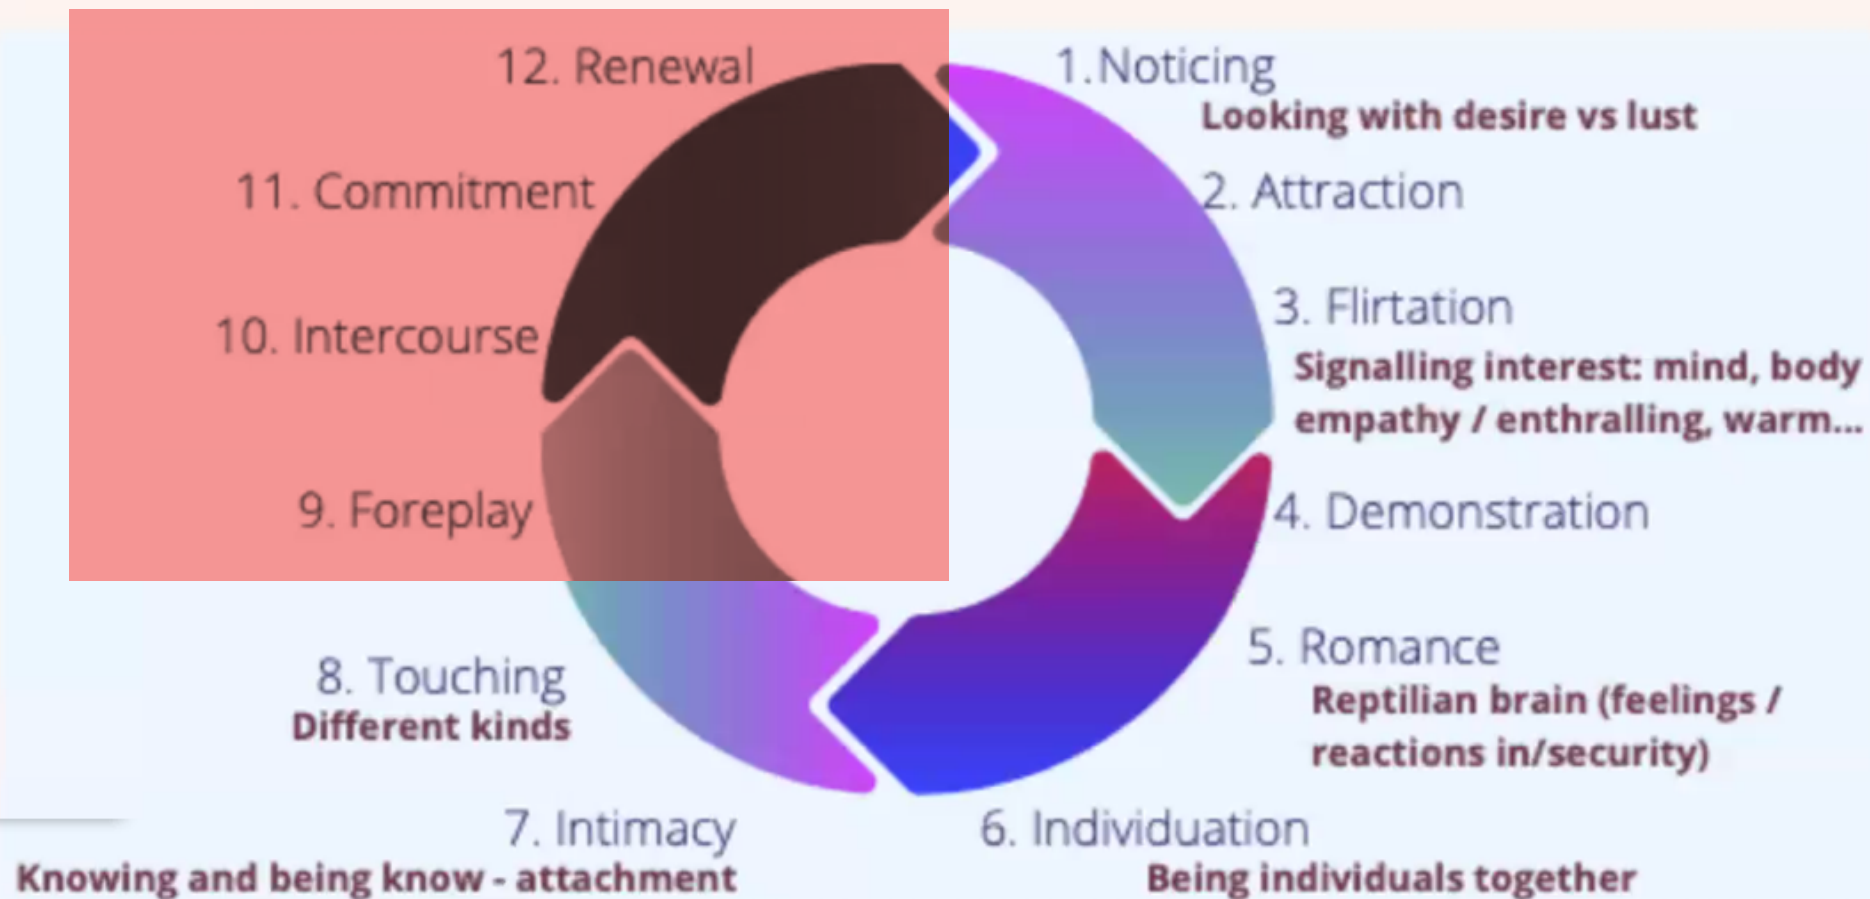 12. Renewal
1.Noticing
Looking with desire vs lust
11. Commitment
2. Attraction
10. Intercourse
3. Flirtation
Signalling interest: mind, body
empathy / enthralling, warm...
9. Foreplay
4. Demonstration
5. Romance
Reptilian brain (feelings /
reactions in/security)
8. Touching
Different kinds
7. Intimacy
Knowing and being know - attachment
6. Individuation
Being individuals together